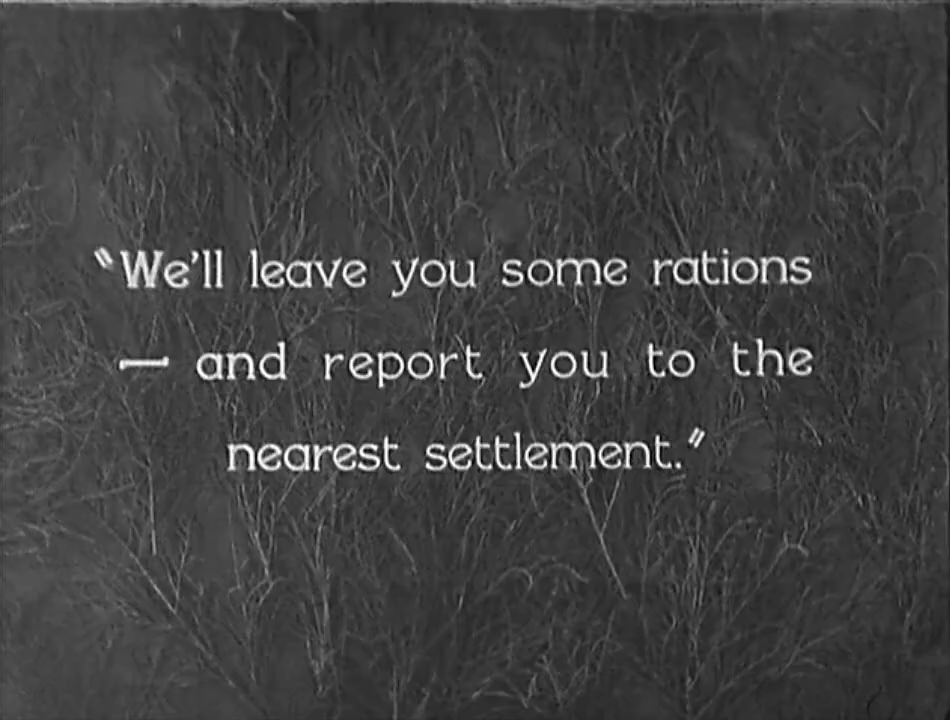 "We'll leave you some rations
— and report you to the
nearest settlement."